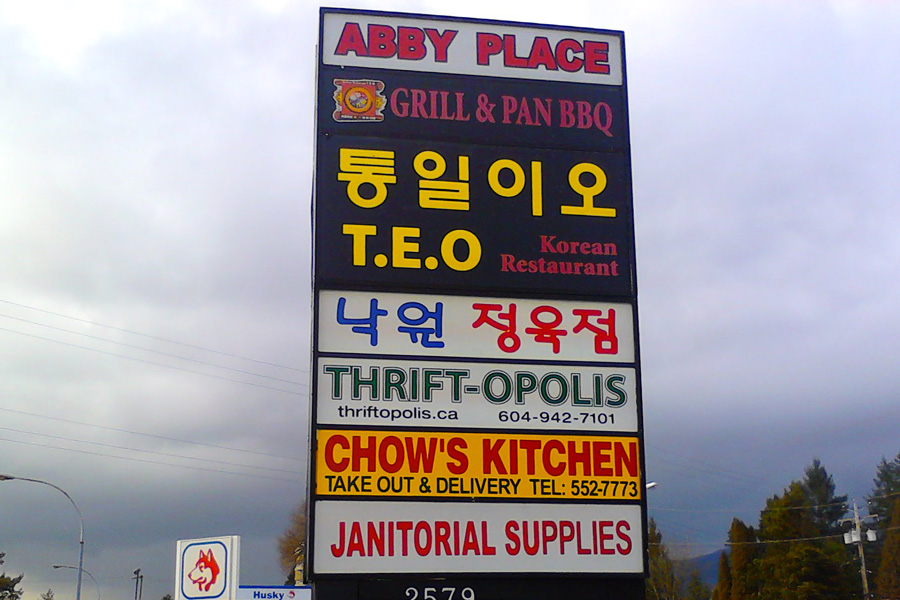 ABBY PLACE
GRILL & PAN BBQ
통일이오
T.E.O Korean
Restaurant
낙원 정육점
THRIFT-OPOLIS
thriftopolis.ca 604-942-7101
CHOW'S KITCHEN
TAKE OUT & DELIVERY TEL: 552-7773
JANITORIAL SUPPLIES
2579
Husky